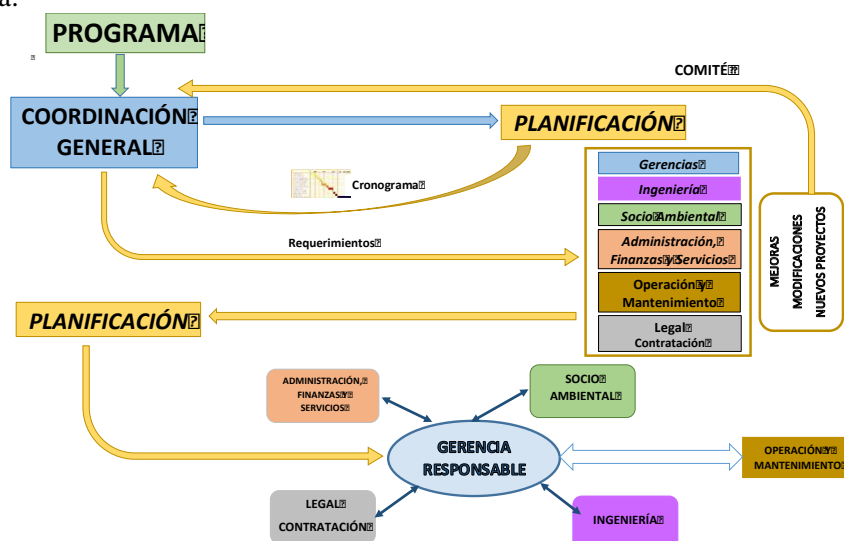 a.
PROGRAMA
COMITÉ
COORDINACIÓN
GENERAL
PLANIFICACIÓN
Cronograma
Requerimientos
Gerencias
Ingeniería
Socio Ambiental
Administración,
Finanzas y Servicios
Operación y
Mantenimiento
Legal
Contratación
MEJORAS
MODIFICACIONES
NUEVOS PROYECTOS
PLANIFICACIÓN
ADMINISTRACIÓN,
FINANZAS Y
SERVICIOS
SOCIO
AMBIENTAL
GERENCIA
RESPONSABLE
OPERACIÓN Y
MANTENIMIENTO
LEGAL
CONTRATACIÓN
INGENIERÍA